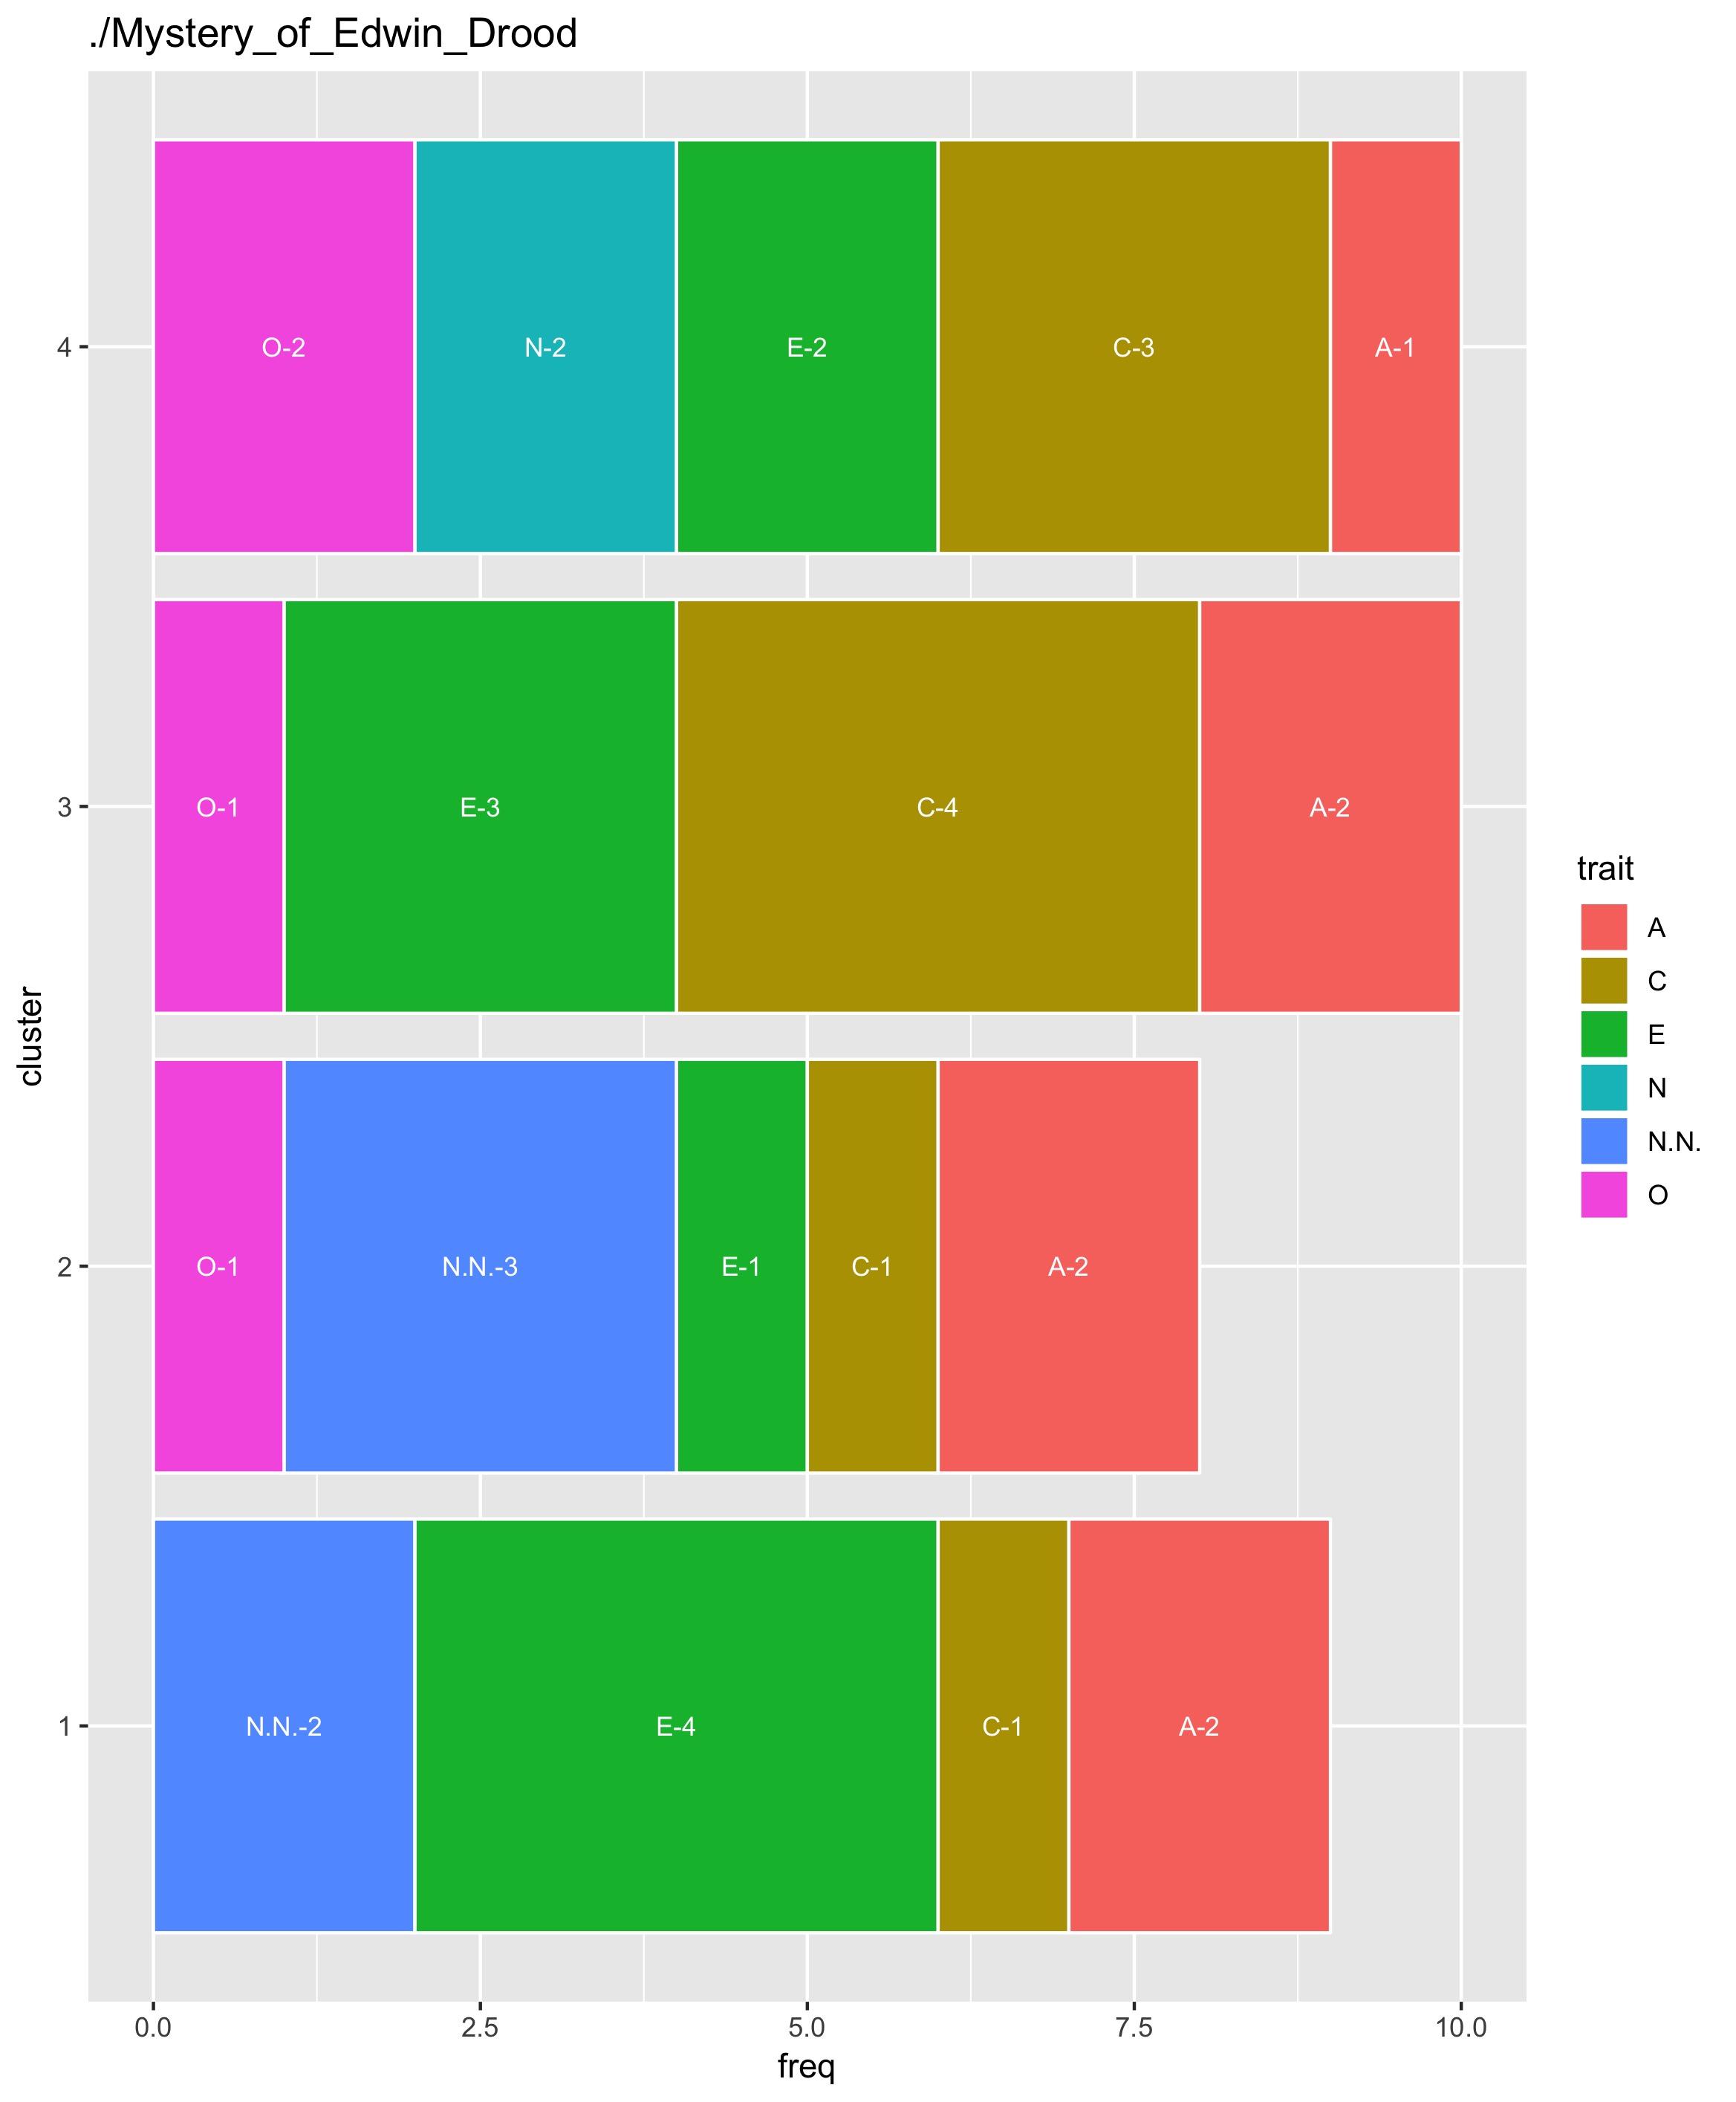 ./Mystery_of_Edwin_Drood
4
O-2 N-2 E-2 C-3 A-1
3
O-1 E-3 C-4 A-2
2
O-1 N.N.-3 E-1 C-1 A-2
1
N.N.-2 E-4 C-1 A-2
cluster
0.0 2.5 5.0 7.5 10.0
freq
trait
A
C
E
N
N.N.
O